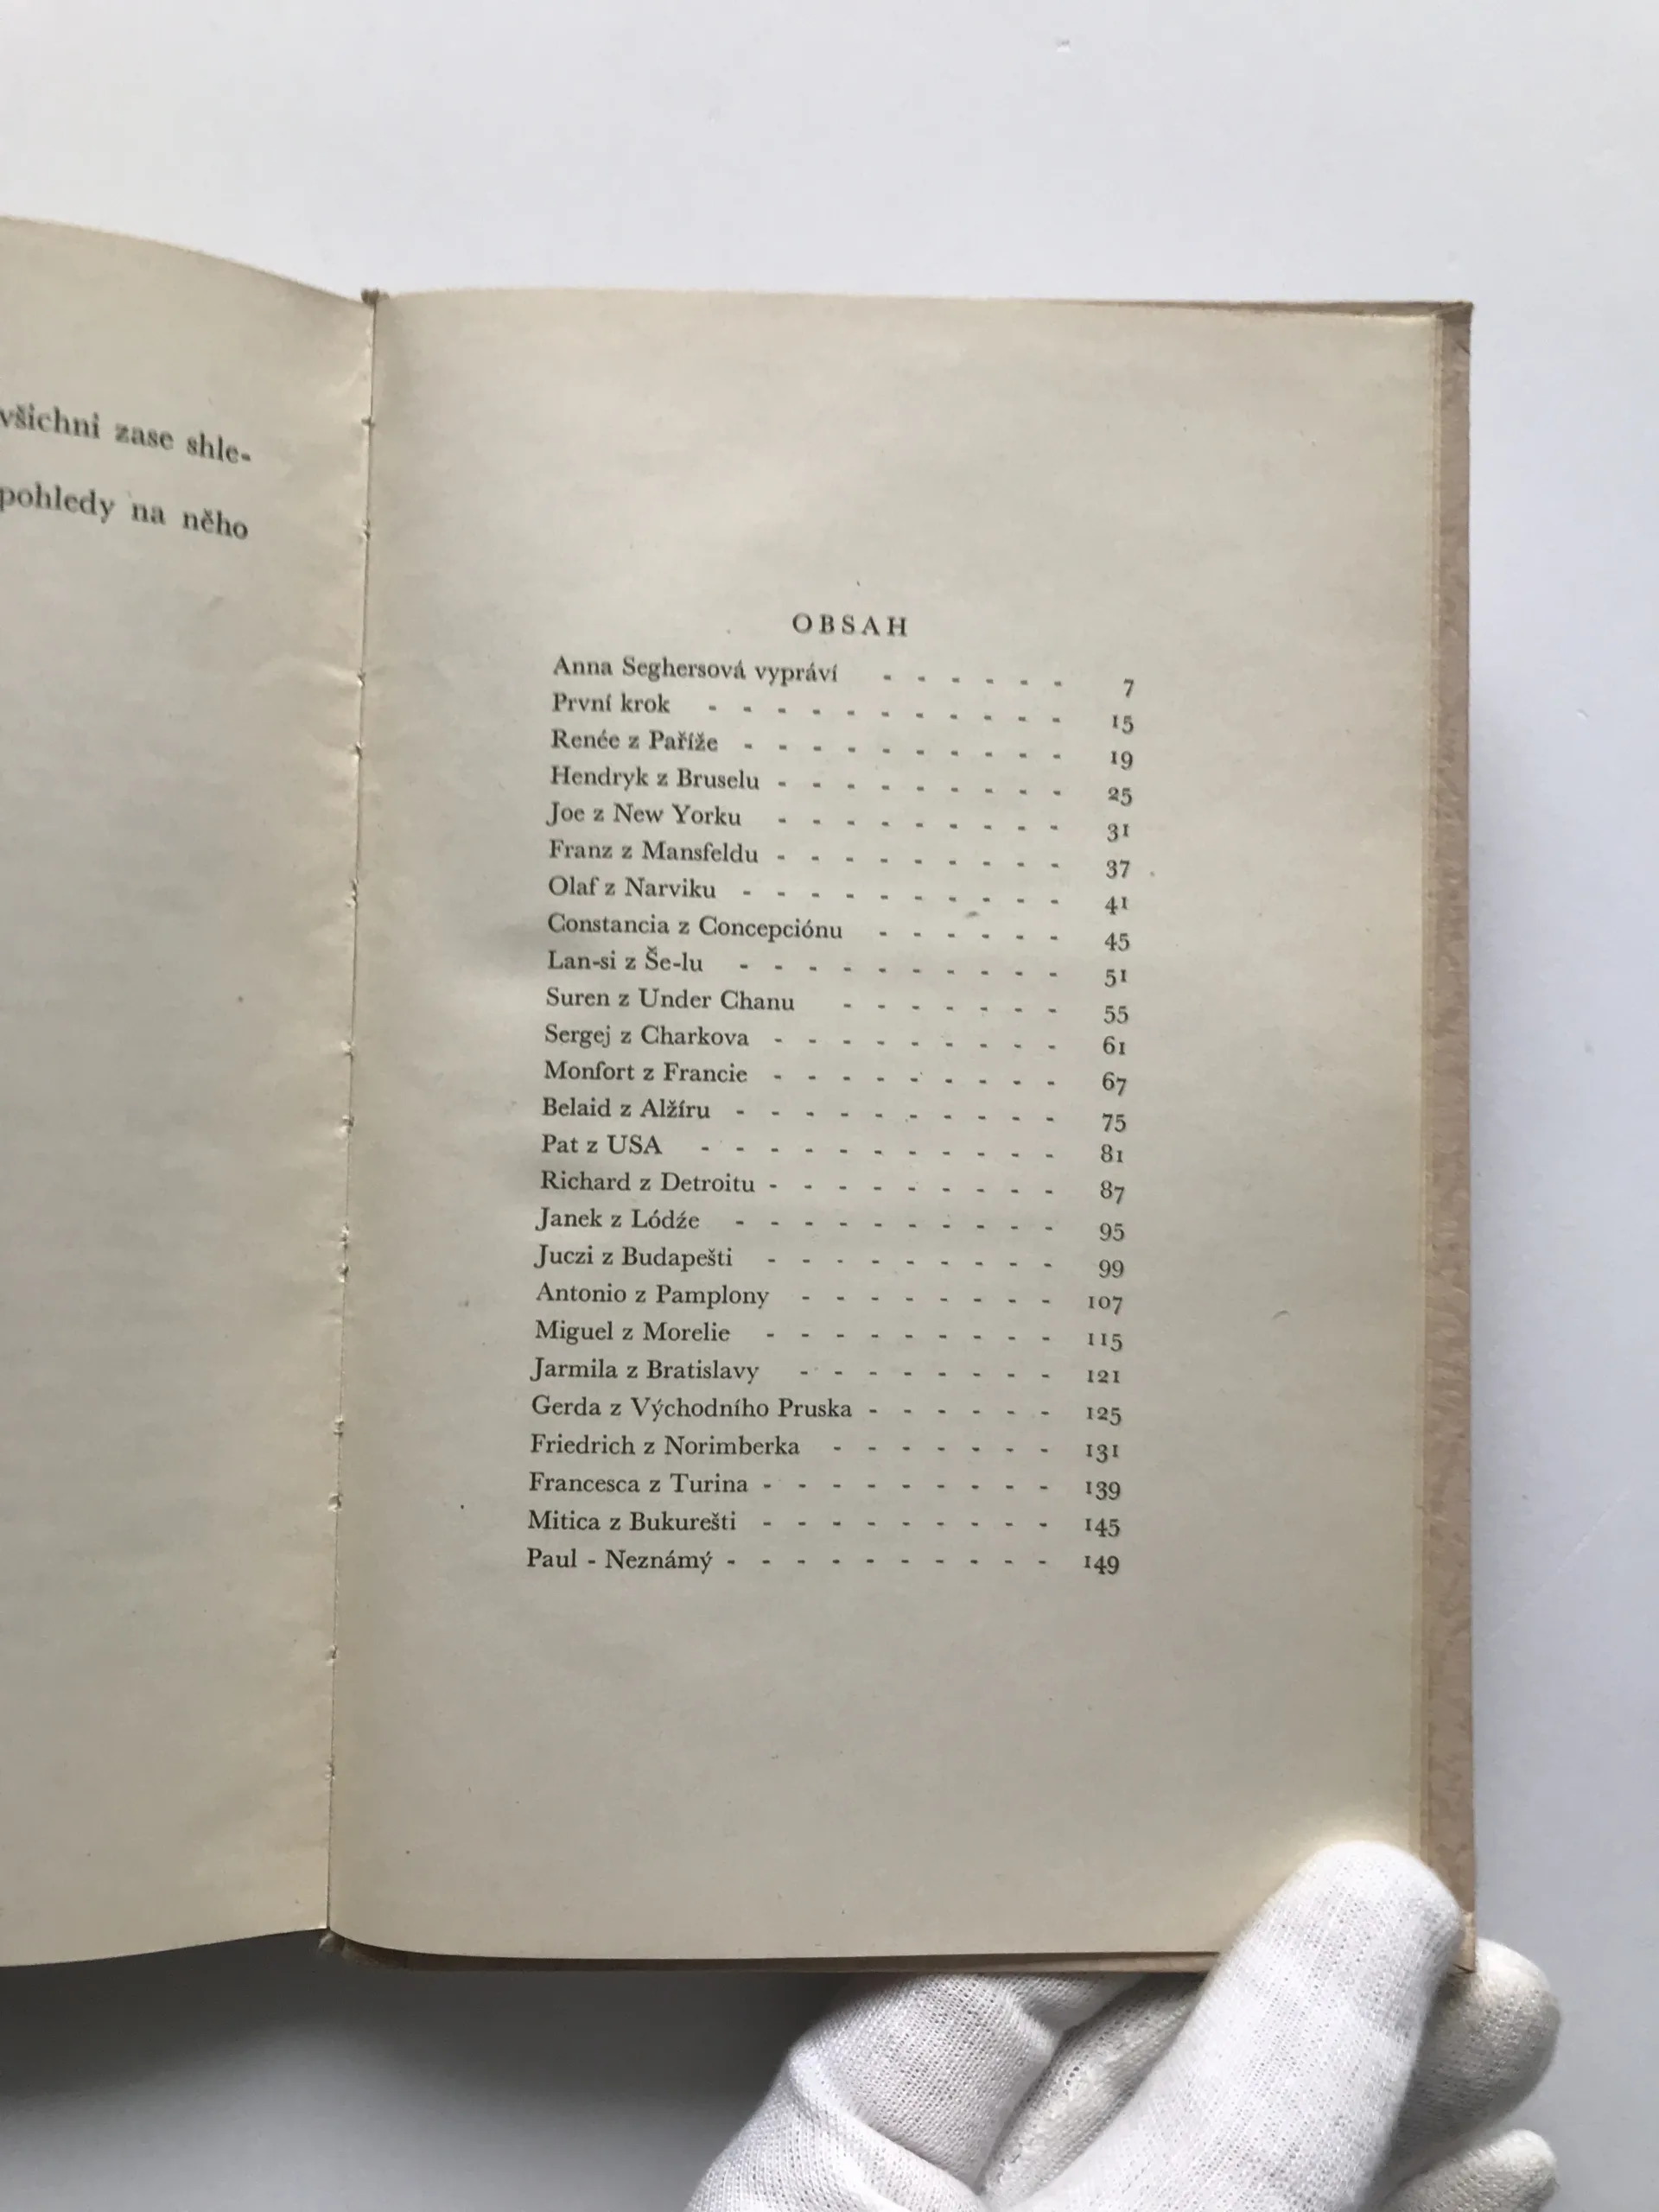 všichni zase shle-
pohledy na něho
OBSAH
Anna Seghersová vypráví - - - - - - 7
První krok - - - - - - - - - - - 15
Renée z Paříže - - - - - - - - - - 19
Hendryk z Bruselu - - - - - - - - - 25
Joe z New Yorku - - - - - - - - - 31
Franz z Mansfeldu - - - - - - - - - 37
Olaf z Narviku - - - - - - - - - - 41
Constancia z Concepciónu - - - - - - 45
Lan-si z Še-lu - - - - - - - - - - 51
Suren z Under Chanu - - - - - - - 55
Sergej z Charkova - - - - - - - - - 61
Monfort z Francie - - - - - - - - - 67
Belaid z Alžíru - - - - - - - - - - 75
Pat z USA - - - - - - - - - - - 81
Richard z Detroitu - - - - - - - - - 87
Janek z Lódźe - - - - - - - - - - 95
Juczi z Budapešti - - - - - - - - - 99
Antonio z Pamplony - - - - - - - - 107
Miguel z Morelie - - - - - - - - - 115
Jarmila z Bratislavy - - - - - - - - 121
Gerda z Východního Pruska - - - - - - 125
Friedrich z Norimberka - - - - - - - 131
Francesca z Turina - - - - - - - - - 139
Mitica z Bukurešti - - - - - - - - - 145
Paul - Neznámý - - - - - - - - - - 149